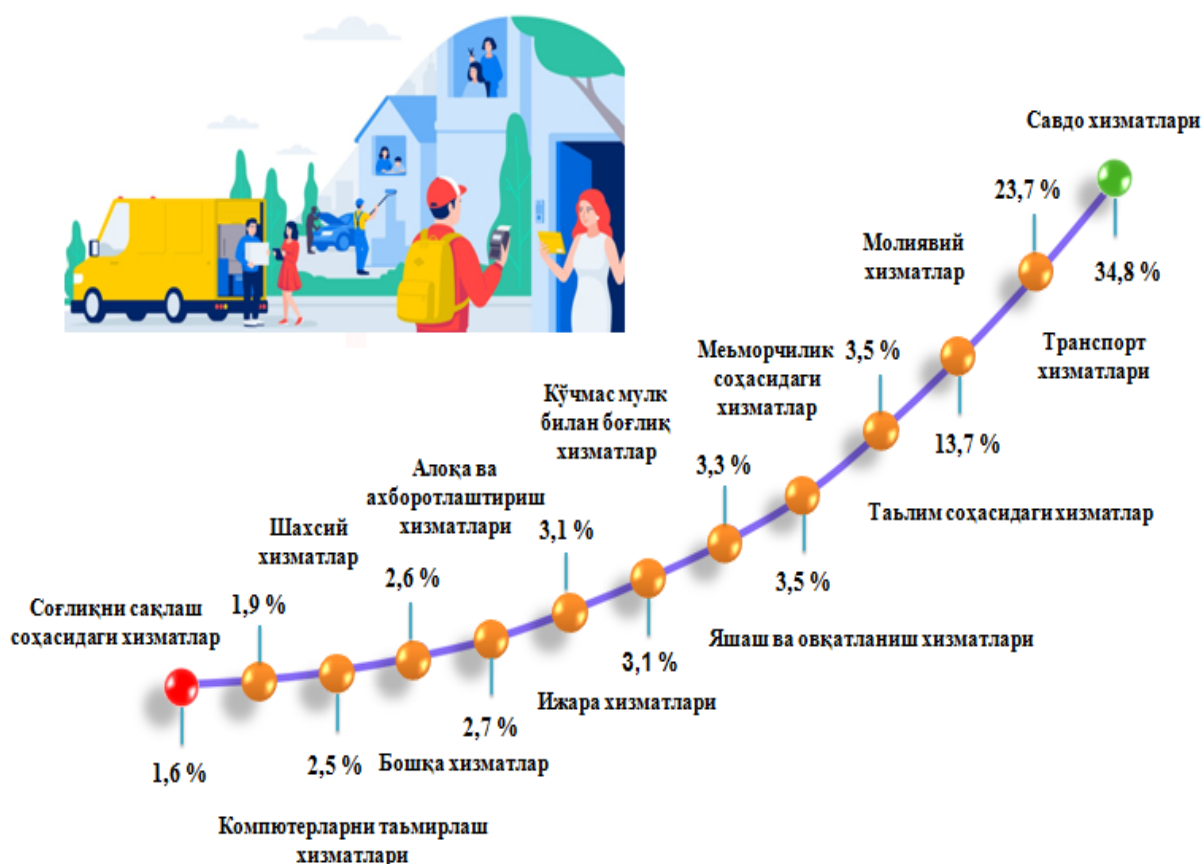 Савдо хизматлари
23,7 %
Молиявий
хизматлар
34,8 %
Транспорт
хизматлари
Меьморчилик
соҳасидаги
хизматлар
3,5 %
Кўчмас мулк
билан боғлиқ
хизматлар
13,7 %
3,3 %
Алоқа ва
ахборотлаштириш
хизматлари
Таьлим соҳасидаги хизматлар
Шахсий
хизматлар
3,1 %
2,6 %
3,5 %
Соғлиқни сақлаш
соҳасидаги хизматлар
1,9 %
Яшаш ва овқатланиш хизматлари
3,1 %
Ижара хизматлари
2,7 %
Бошқа хизматлар
2,5 %
1,6 %
Компютерларни таьмирлаш
хизматлари